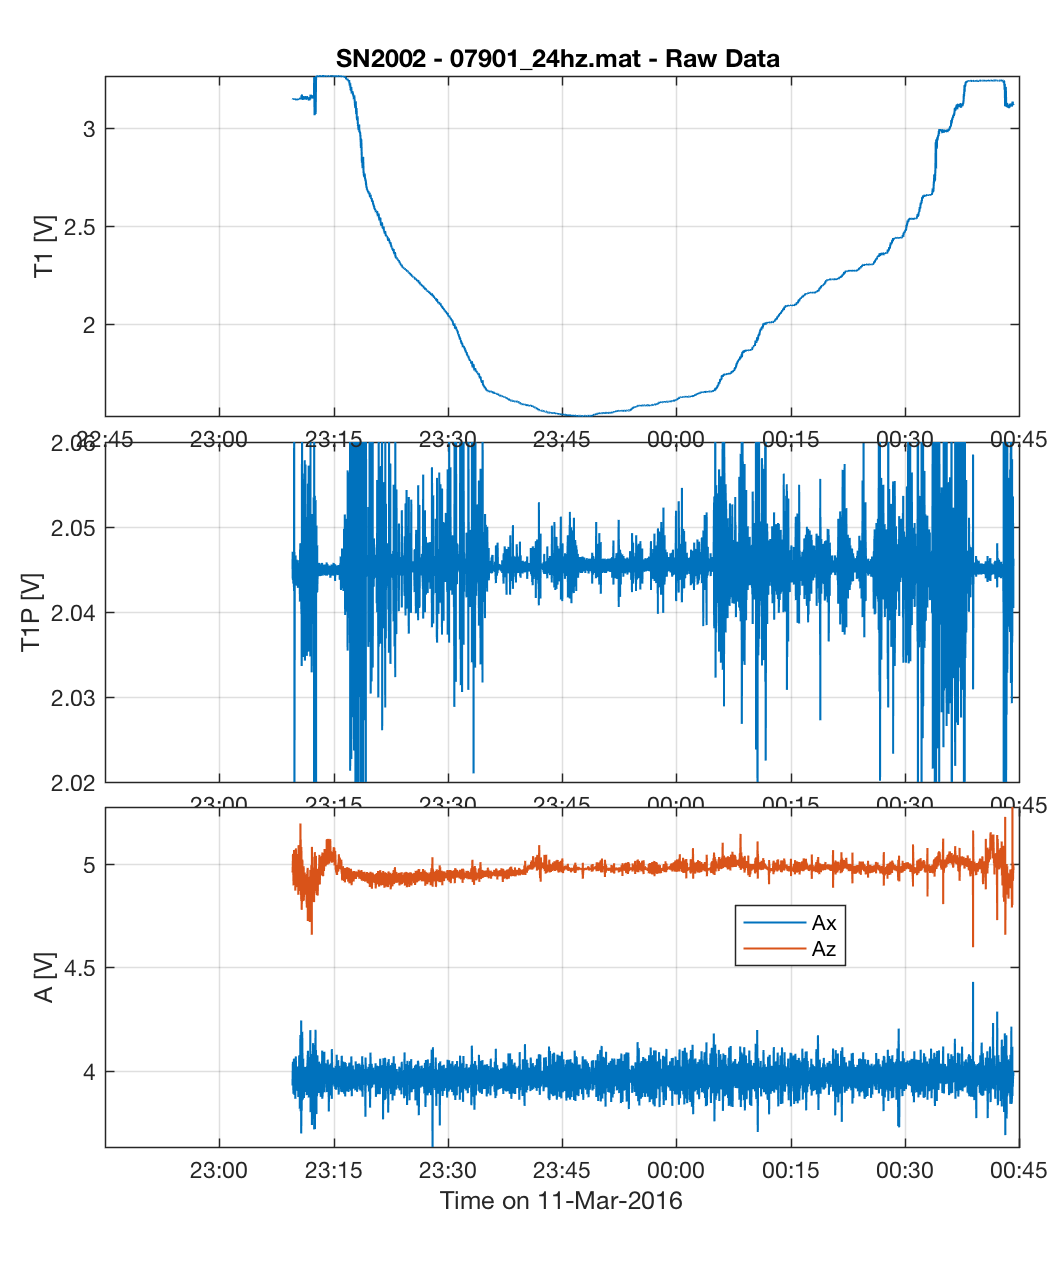 SN2002 - 07901_24hz.mat - Raw Data
T1 [V]
3
2.5
2
22:45 23:00 23:15 23:30 23:45 00:00 00:15 00:30 00:45
T1P [V]
2.06
2.05
2.04
2.03
2.02
23:00 23:15 23:30 23:45 00:00 00:15 00:30 00:45
A [V]
5
4.5
4
Ax
Az
23:00 23:15 23:30 23:45 00:00 00:15 00:30 00:45
Time on 11-Mar-2016